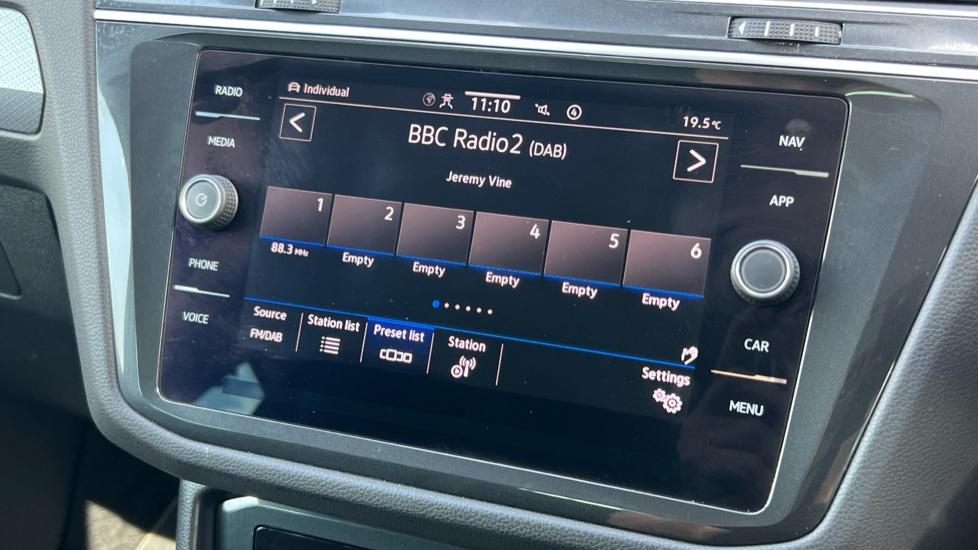 RADIO
MEDIA
PHONE
VOICE
Individual
11:10
4
19.5℃
<
BBC Radio2 (DAB)
>
Jeremy Vine
1 2 3 4 5 6
88.3 MHz Empty Empty Empty Empty Empty
Source Station list Preset list Station
FM/DAB
Settings
NAV
APP
CAR
MENU